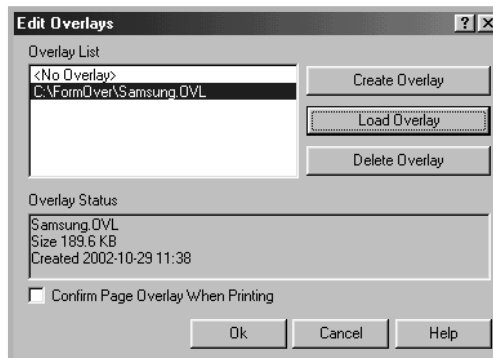 Edit Overlays
Overlay List
<No Overlay>
C:\FormOver\Samsung.OVL
Create Overlay
Load Overlay
Delete Overlay
Overlay Status
Samsung.OVL
Size 189.6 KB
Created 2002-10-29 11:38
Confirm Page Overlay When Printing
Ok Cancel Help